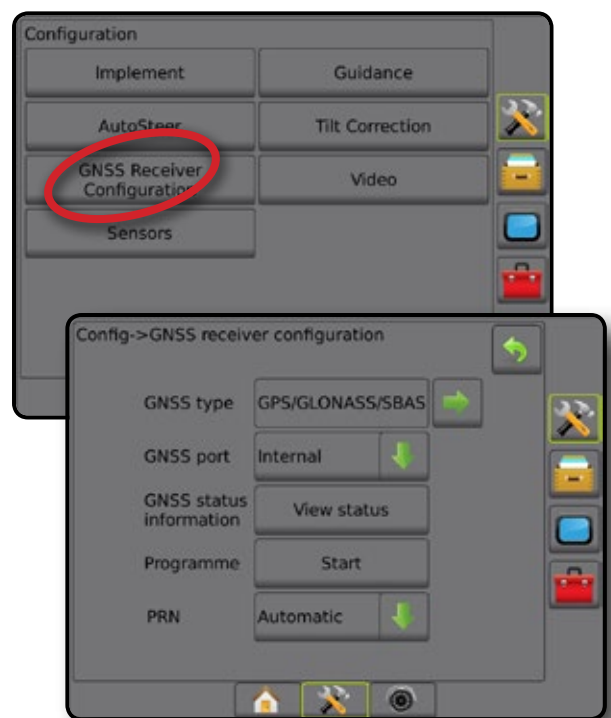 Configuration
Implement
Guidance
AutoSteer
Tilt Correction
GNSS Receiver
Configuration
Video
Sensors
Config->GNSS receiver configuration
GNSS type
GPS/GLONASS/SBAS
GNSS port
Internal
GNSS status
information
View status
Programme
Start
PRN
Automatic